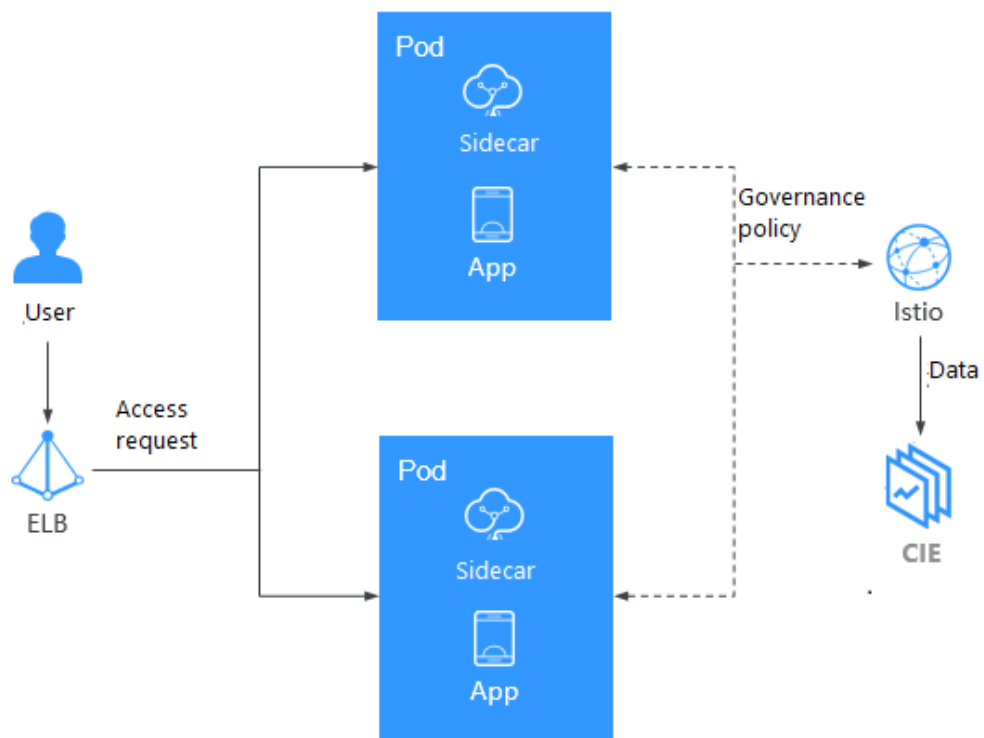 Pod
Sidecar
App
Governance
policy
User
Istio
Data
Access
request
ELB
Pod
Sidecar
App
CIE